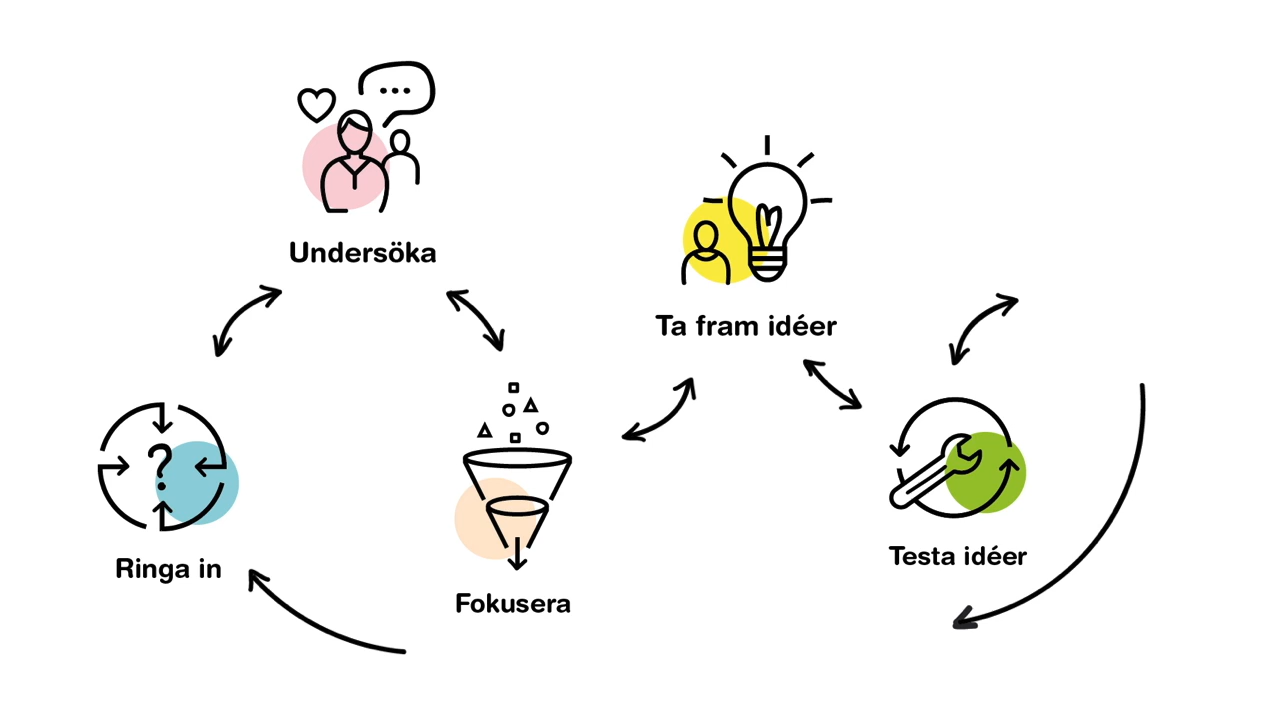 Undersöka
Ta fram idéer
Ringa in
Fokusera
Testa idéer
?